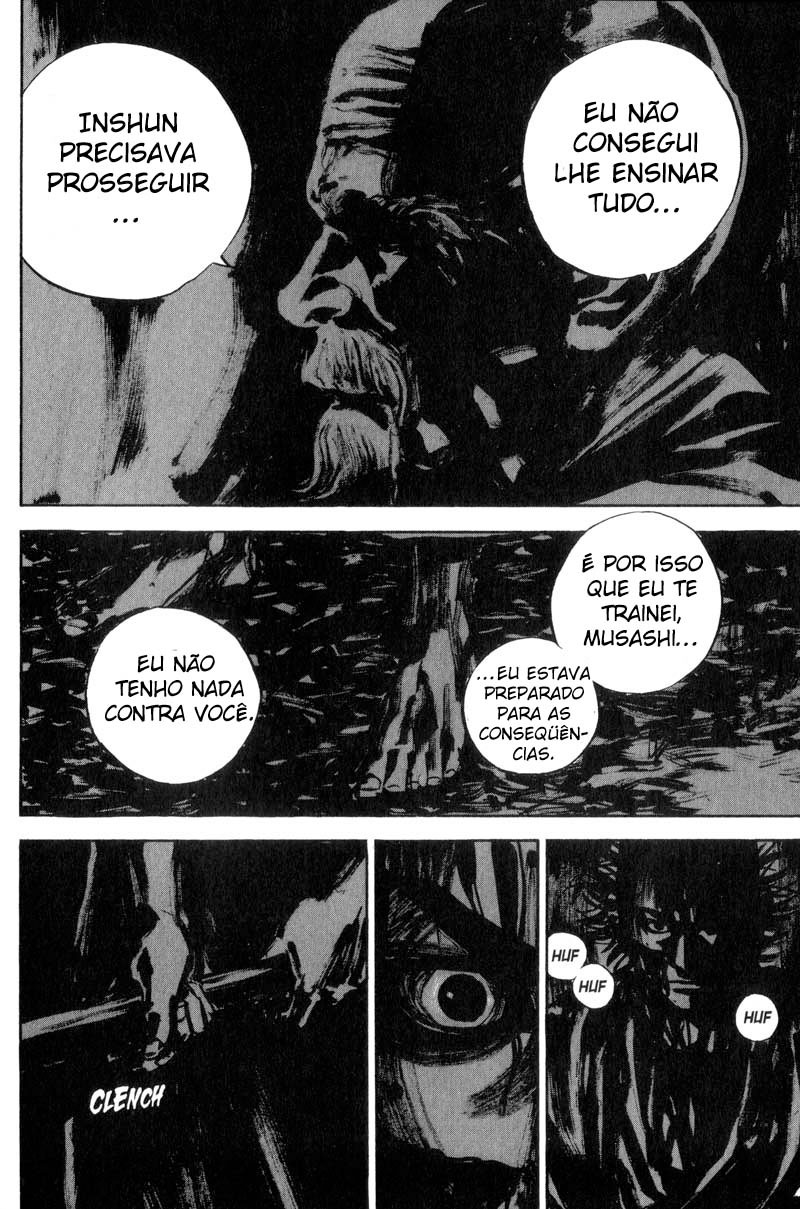 EU NÃO
CONSEGUI
LHE ENSINAR
TUDO...
INSHUN
PRECISAVA
PROSSEGUIR
...
É POR ISSO
QUE EU TE
TRAINEI,
MUSASHI...
...EU ESTAVA
PREPARADO
PARA AS
CONSEQÜÊN-
CIAS.
EU NÃO
TENHO NADA
CONTRA VOCÊ.
HUF
HUF
HUF
CLENCH